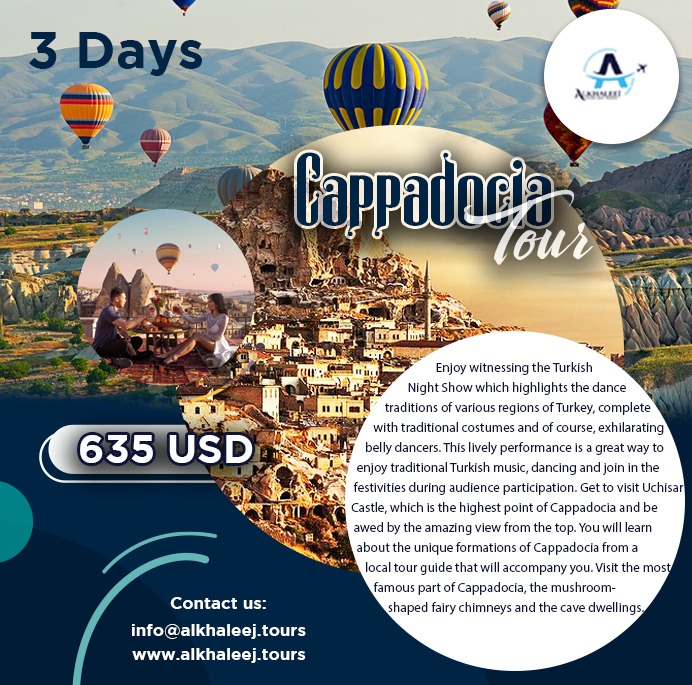 3 Days
ALKHALEEJ
Cappadocia
Tour
635 USD
Enjoy witnessing the Turkish
Night Show which highlights the dance
traditions of various regions of Turkey, complete
with traditional costumes and of course, exhilarating
belly dancers. This lively performance is a great way to
enjoy traditional Turkish music, dancing and join in the
festivities during audience participation. Get to visit Uchisar
Castle, which is the highest point of Cappadocia and be
awed by the amazing view from the top. You will learn
about the unique formations of Cappadocia from a
local tour guide that will accompany you. Visit the most
famous part of Cappadocia, the mushroom-
shaped fairy chimneys and the cave dwellings.
Contact us:
info@alkhaleej.tours
www.alkhaleej.tours